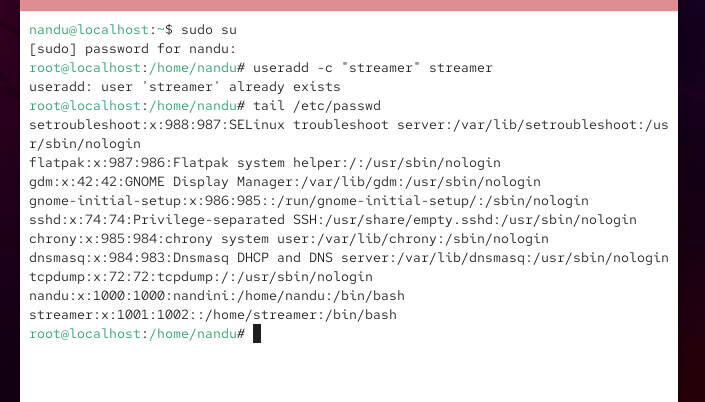 nandu@localhost:~$ sudo su
[sudo] password for nandu:
root@localhost:/home/nandu# useradd -c "streamer" streamer
useradd: user 'streamer' already exists
root@localhost:/home/nandu# tail /etc/passwd
setroubleshoot:x:988:987:SELinux troubleshoot server:/var/lib/setroubleshoot:/us
r/sbin/nologin
flatpak:x:987:986:Flatpak system helper:/:/usr/sbin/nologin
gdm:x:42:42:GNOME Display Manager:/var/lib/gdm:/usr/sbin/nologin
gnome-initial-setup:x:986:985::/run/gnome-initial-setup/:/sbin/nologin
sshd:x:74:74:Privilege-separated SSH:/usr/share/empty.sshd:/usr/sbin/nologin
chrony:x:985:984:chrony system user:/var/lib/chrony:/sbin/nologin
dnsmasq:x:984:983:Dnsmasq DHCP and DNS server:/var/lib/dnsmasq:/usr/sbin/nologin
tcpdump:x:72:72:tcpdump:/:/usr/sbin/nologin
nandu:x:1000:1000:nandini:/home/nandu:/bin/bash
streamer:x:1001:1002::/home/streamer:/bin/bash
root@localhost:/home/nandu#